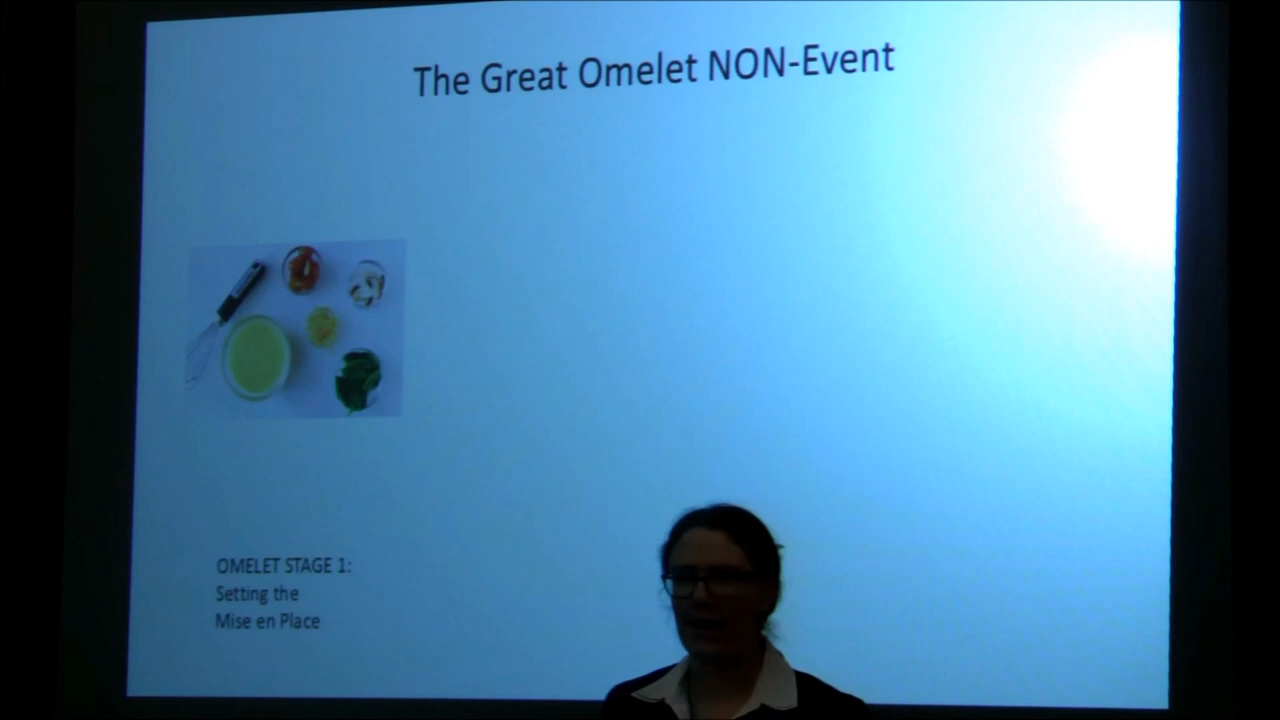 The Great Omelet NON-Event
OMELET STAGE 1:
Setting the
Mise en Place